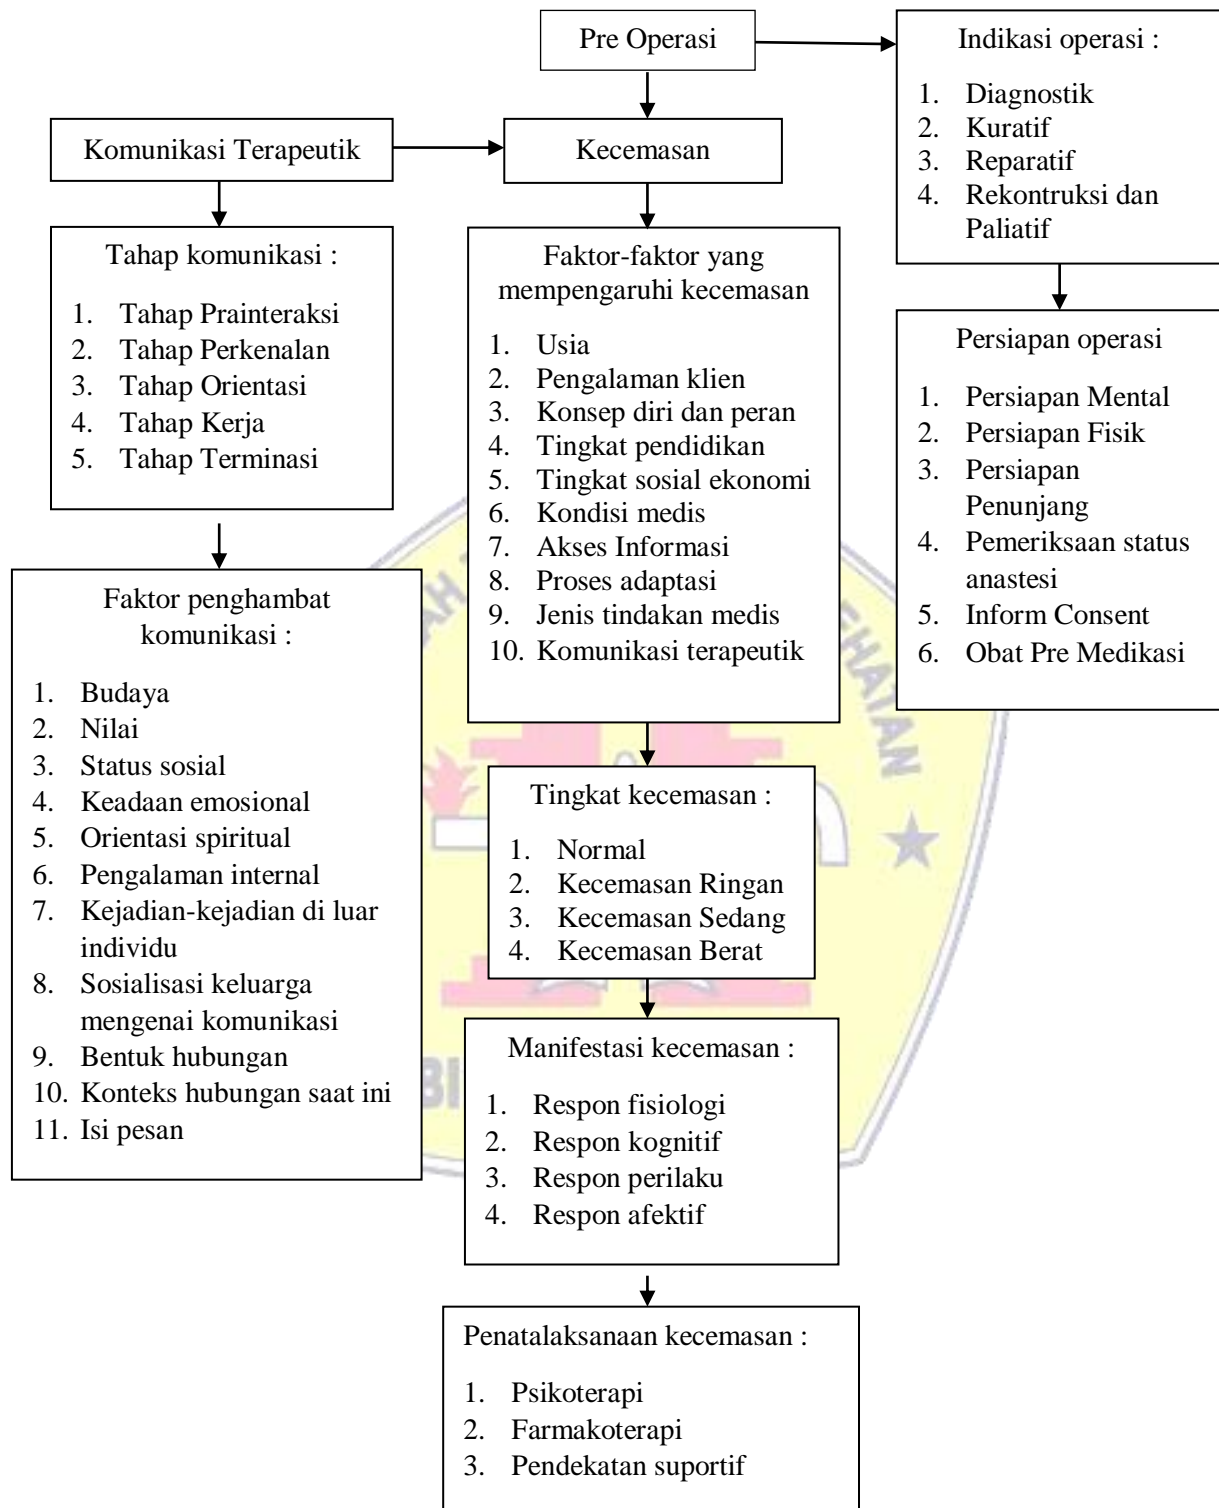 Pre Operasi
Indikasi operasi :
1. Diagnostik
2. Kuratif
3. Reparatif
4. Rekontruksi dan
Paliatif
Komunikasi Terapeutik
Kecemasan
Tahap komunikasi :
1. Tahap Prainteraksi
2. Tahap Perkenalan
3. Tahap Orientasi
4. Tahap Kerja
5. Tahap Terminasi
Faktor-faktor yang
mempengaruhi kecemasan
1. Usia
2. Pengalaman klien
3. Konsep diri dan peran
4. Tingkat pendidikan
5. Tingkat sosial ekonomi
6. Kondisi medis
7. Akses Informasi
8. Proses adaptasi
9. Jenis tindakan medis
10. Komunikasi terapeutik
Persiapan operasi
1. Persiapan Mental
2. Persiapan Fisik
3. Persiapan
Penunjang
4. Pemeriksaan status
anastesi
5. Inform Consent
6. Obat Pre Medikasi
Faktor penghambat
komunikasi :
1. Budaya
2. Nilai
3. Status sosial
4. Keadaan emosional
5. Orientasi spiritual
6. Pengalaman internal
7. Kejadian-kejadian di luar
individu
8. Sosialisasi keluarga
mengenai komunikasi
9. Bentuk hubungan
10. Konteks hubungan saat ini
11. Isi pesan
Tingkat kecemasan :
1. Normal
2. Kecemasan Ringan
3. Kecemasan Sedang
4. Kecemasan Berat
Manifestasi kecemasan :
1. Respon fisiologi
2. Respon kognitif
3. Respon perilaku
4. Respon afektif
Penatalaksanaan kecemasan :
1. Psikoterapi
2. Farmakoterapi
3. Pendekatan suportif